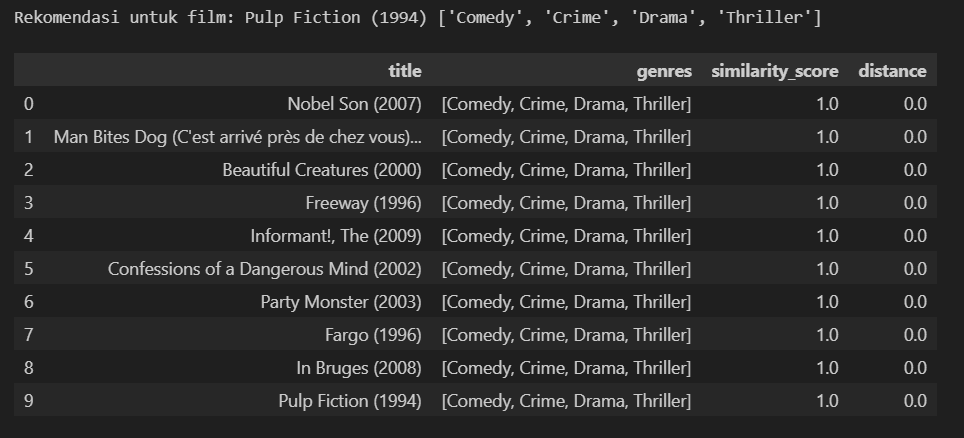 Rekomendasi untuk film: Pulp Fiction (1994) ['Comedy', 'Crime', 'Drama', 'Thriller']
title genres similarity_score distance
0 Nobel Son (2007) [Comedy, Crime, Drama, Thriller] 1.0 0.0
1 Man Bites Dog (C'est arrivé près de chez vous)... [Comedy, Crime, Drama, Thriller] 1.0 0.0
2 Beautiful Creatures (2000) [Comedy, Crime, Drama, Thriller] 1.0 0.0
3 Freeway (1996) [Comedy, Crime, Drama, Thriller] 1.0 0.0
4 Informant!, The (2009) [Comedy, Crime, Drama, Thriller] 1.0 0.0
5 Confessions of a Dangerous Mind (2002) [Comedy, Crime, Drama, Thriller] 1.0 0.0
6 Party Monster (2003) [Comedy, Crime, Drama, Thriller] 1.0 0.0
7 Fargo (1996) [Comedy, Crime, Drama, Thriller] 1.0 0.0
8 In Bruges (2008) [Comedy, Crime, Drama, Thriller] 1.0 0.0
9 Pulp Fiction (1994) [Comedy, Crime, Drama, Thriller] 1.0 0.0